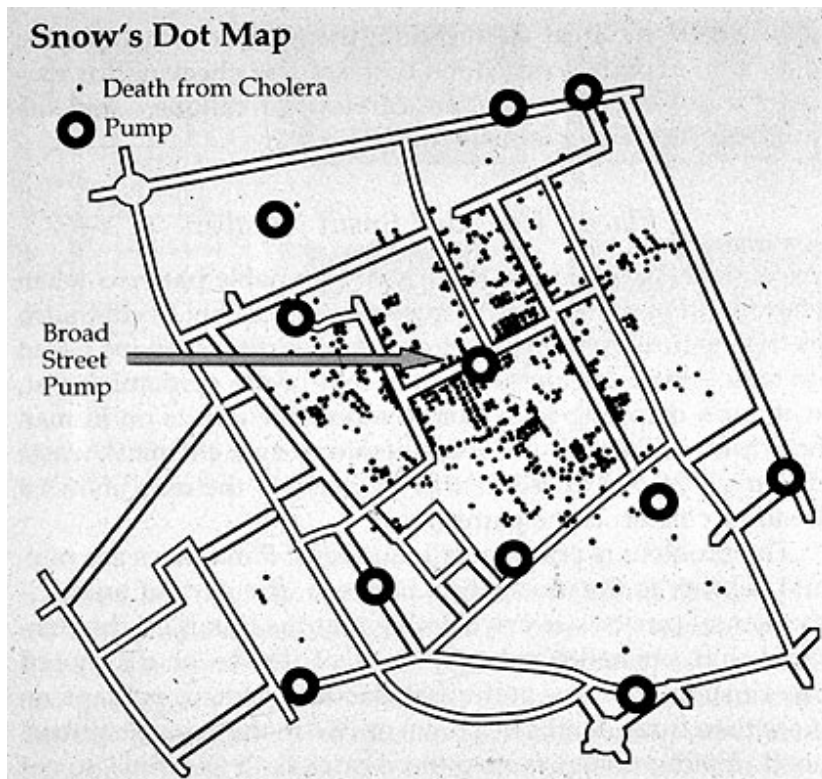 Snow's Dot Map
Death from Cholera
Pump
Broad
Street
Pump